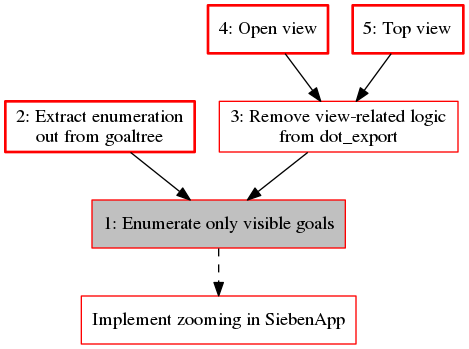 4: Open view
5: Top view
2: Extract enumeration
out from goaltree
3: Remove view-related logic
from dot_export
1: Enumerate only visible goals
Implement zooming in SiebenApp